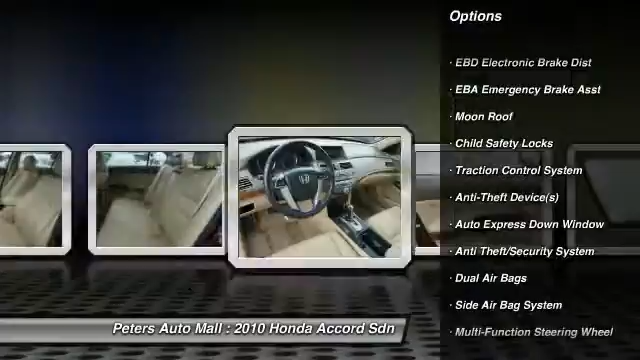 Options
· EBD Electronic Brake Dist
· EBA Emergency Brake Asst
· Moon Roof
· Child Safety Locks
· Traction Control System
· Anti-Theft Device(s)
· Auto Express Down Window
· Anti Theft/Security System
· Dual Air Bags
· Side Air Bag System
· Multi-Function Steering Wheel
Peters Auto Mall : 2010 Honda Accord Sdn